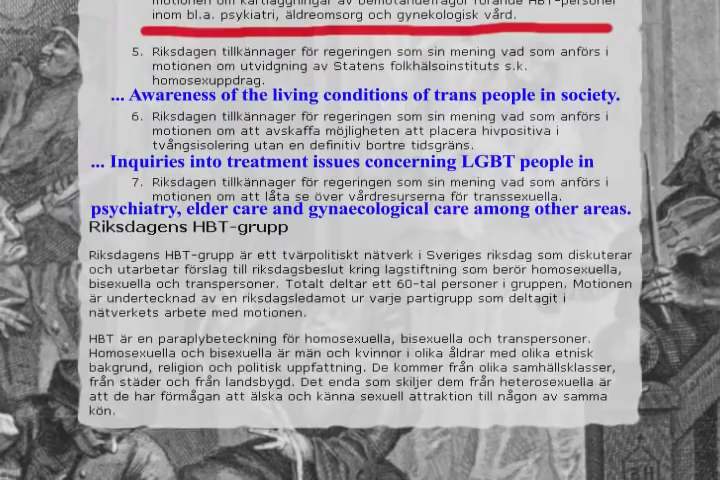 motionen om kartläggningar av bemötandefrågor rörande HBT-personer
inom bl.a. psykiatri, äldreomsorg och gynekologisk vård.
5. Riksdagen tillkännager för regeringen som sin mening vad som anförs i
motionen om utvidgning av Statens folkhälsoinstituts s.k.
homosexuppdrag.
... Awareness of the living conditions of trans people in society.
6. Riksdagen tillkännager för regeringen som sin mening vad som anförs i
motionen om att avskaffa möjligheten att placera hivpositiva i
tvångsisolering utan en definitiv bortre tidsgräns.
... Inquiries into treatment issues concerning LGBT people in
7. Riksdagen tillkännager för regeringen som sin mening vad som anförs i
motionen om att låta se över vårdresurserna för transsexuella.
psychiatry, elder care and gynaecological care among other areas.
Riksdagens HBT-grupp
Riksdagens HBT-grupp är ett tvärpolitiskt nätverk i Sveriges riksdag som diskuterar
och utarbetar förslag till riksdagsbeslut kring lagstiftning som berör homosexuella,
bisexuella och transpersoner. Totalt deltar ett 60-tal personer i gruppen. Motionen
är undertecknad av en riksdagsledamot ur varje partigrupp som deltagit i
nätverkets arbete med motionen.
HBT är en paraplybeteckning för homosexuella, bisexuella och transpersoner.
Homosexuella och bisexuella är män och kvinnor i olika åldrar med olika etnisk
bakgrund, religion och politisk uppfattning. De kommer från olika samhällsklasser,
från städer och från landsbygd. Det enda som skiljer dem från heterosexuella är
att de har förmågan att älska och känna sexuell attraktion till någon av samma
kön.